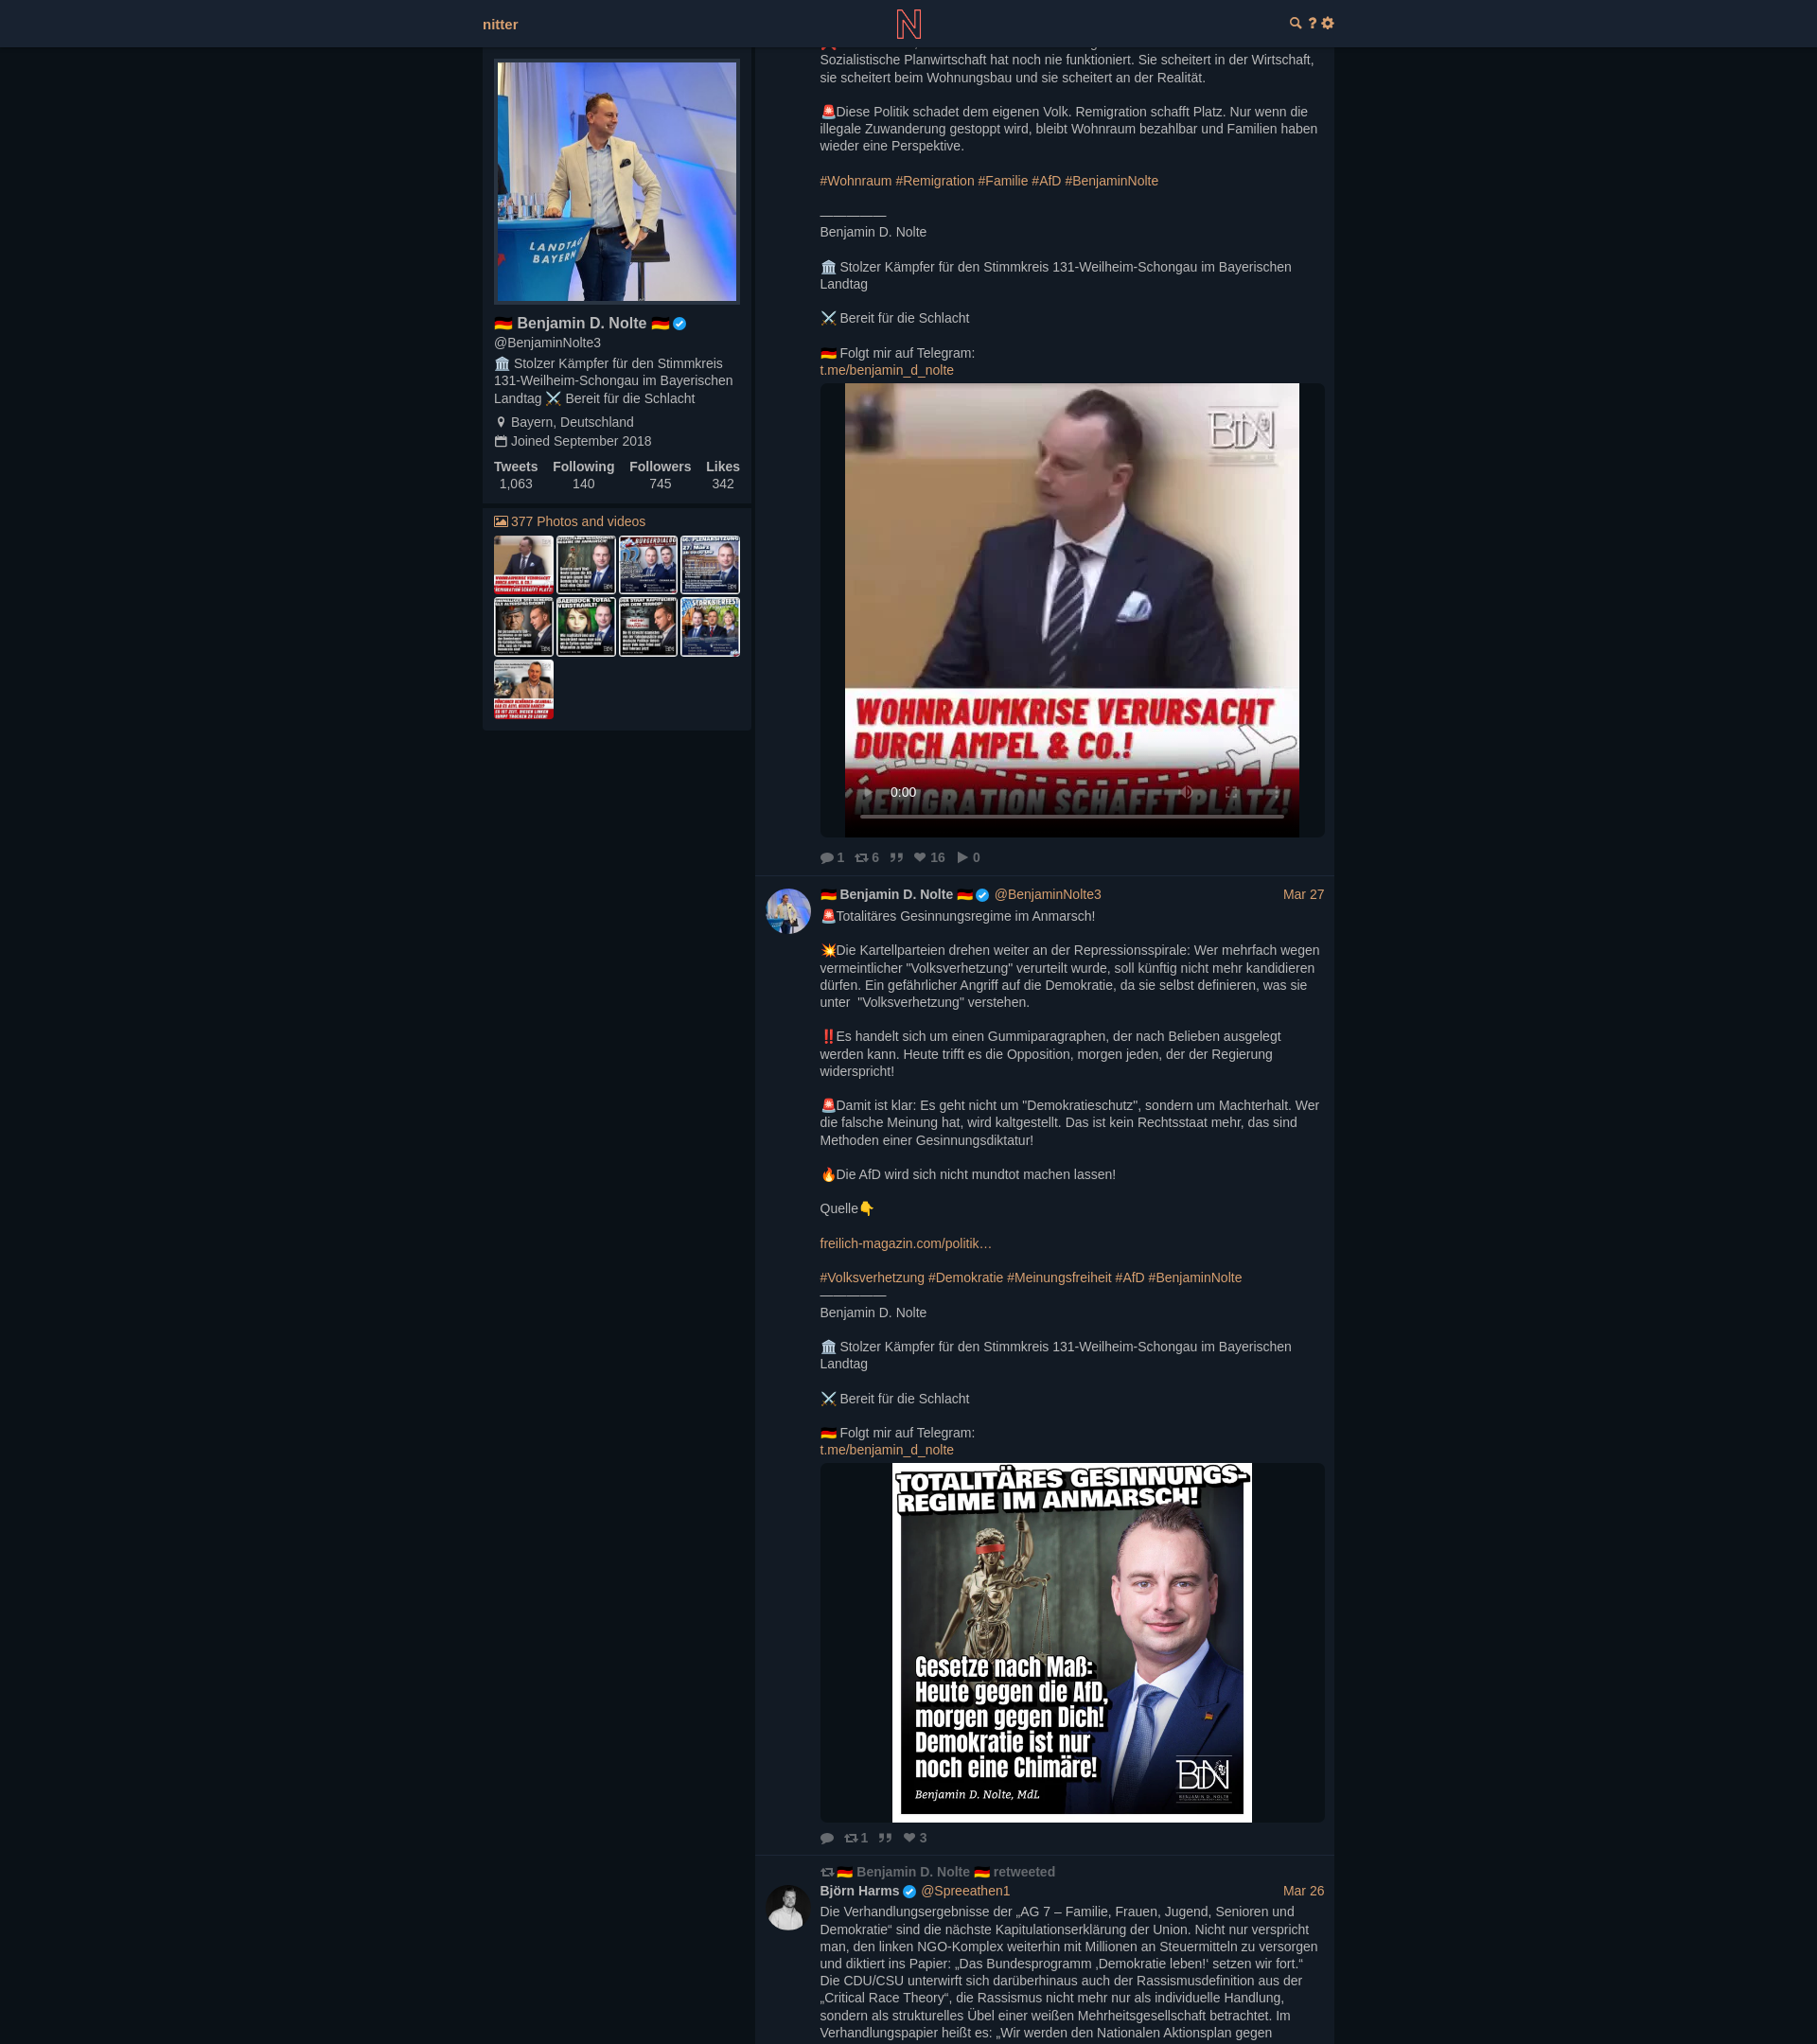 nitter
Sozialistische Planwirtschaft hat noch nie funktioniert. Sie scheitert in der Wirtschaft,
sie scheitert beim Wohnungsbau und sie scheitert an der Realität.
🚨Diese Politik schadet dem eigenen Volk. Remigration schafft Platz. Nur wenn die
illegale Zuwanderung gestoppt wird, bleibt Wohnraum bezahlbar und Familien haben
wieder eine Perspektive.
#Wohnraum #Remigration #Familie #AfD #BenjaminNolte
—————
Benjamin D. Nolte
🏛️ Stolzer Kämpfer für den Stimmkreis 131-Weilheim-Schongau im Bayerischen
Landtag
⚔️ Bereit für die Schlacht
🇩🇪 Folgt mir auf Telegram:
t.me/benjamin_d_nolte
BDN
WOHNRAUMKRISE VERURSACHT
DURCH AMPEL & CO.!
REMIGRATION SCHAFFT PLATZ!
0:00
1 6 16 0
LANDTAG
BAYERN
🇩🇪 Benjamin D. Nolte 🇩🇪
@BenjaminNolte3
🏛️ Stolzer Kämpfer für den Stimmkreis
131-Weilheim-Schongau im Bayerischen
Landtag ⚔️ Bereit für die Schlacht
Bayern, Deutschland
Joined September 2018
Tweets Following Followers Likes
1,063 140 745 342
377 Photos and videos
WOHNRAUMKRISE VERURSACHT
DURCH AMPEL & CO.!
REMIGRATION SCHAFFT PLATZ!
BÜRGERDIALOG
🇩🇪 Benjamin D. Nolte 🇩🇪 @BenjaminNolte3 Mar 27
🚨Totalitäres Gesinnungsregime im Anmarsch!
💥Die Kartellparteien drehen weiter an der Repressionsspirale: Wer mehrfach wegen
vermeintlicher "Volksverhetzung" verurteilt wurde, soll künftig nicht mehr kandidieren
dürfen. Ein gefährlicher Angriff auf die Demokratie, da sie selbst definieren, was sie
unter  "Volksverhetzung" verstehen.
‼️Es handelt sich um einen Gummiparagraphen, der nach Belieben ausgelegt
werden kann. Heute trifft es die Opposition, morgen jeden, der der Regierung
widerspricht!
🚨Damit ist klar: Es geht nicht um "Demokratieschutz", sondern um Machterhalt. Wer
die falsche Meinung hat, wird kaltgestellt. Das ist kein Rechtsstaat mehr, das sind
Methoden einer Gesinnungsdiktatur!
🔥Die AfD wird sich nicht mundtot machen lassen!
Quelle👇
freilich-magazin.com/politik…
#Volksverhetzung #Demokratie #Meinungsfreiheit #AfD #BenjaminNolte
—————
Benjamin D. Nolte
🏛️ Stolzer Kämpfer für den Stimmkreis 131-Weilheim-Schongau im Bayerischen
Landtag
⚔️ Bereit für die Schlacht
🇩🇪 Folgt mir auf Telegram:
t.me/benjamin_d_nolte
TOTALITÄRES GESINNUNGS-
REGIME IM ANMARSCH!
Gesetze nach Maß:
Heute gegen die AfD,
morgen gegen Dich!
Demokratie ist nur
noch eine Chimäre!
Benjamin D. Nolte, MdL
BDN
BENJAMIN D. NOLTE
1 3
🇩🇪 Benjamin D. Nolte 🇩🇪 retweeted
Björn Harms @Spreeathen1 Mar 26
Die Verhandlungsergebnisse der „AG 7 – Familie, Frauen, Jugend, Senioren und
Demokratie“ sind die nächste Kapitulationserklärung der Union. Nicht nur verspricht
man, den linken NGO-Komplex weiterhin mit Millionen an Steuermitteln zu versorgen
und diktiert ins Papier: „Das Bundesprogramm ‚Demokratie leben!‘ setzen wir fort.“
Die CDU/CSU unterwirft sich darüberhinaus auch der Rassismusdefinition aus der
„Critical Race Theory“, die Rassismus nicht mehr nur als individuelle Handlung,
sondern als strukturelles Übel einer weißen Mehrheitsgesellschaft betrachtet. Im
Verhandlungspapier heißt es: „Wir werden den Nationalen Aktionsplan gegen